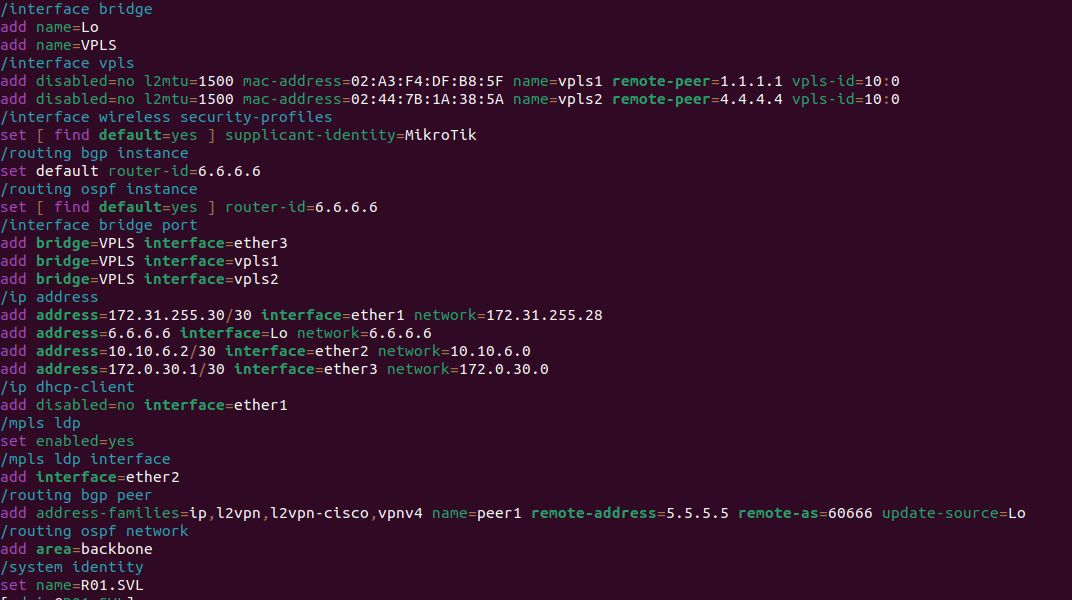 /interface bridge
add name=Lo
add name=VPLS
/interface vpls
add disabled=no l2mtu=1500 mac-address=02:A3:F4:DF:B8:5F name=vpls1 remote-peer=1.1.1.1 vpls-id=10:0
add disabled=no l2mtu=1500 mac-address=02:44:7B:1A:38:5A name=vpls2 remote-peer=4.4.4.4 vpls-id=10:0
/interface wireless security-profiles
set [ find default=yes ] supplicant-identity=MikroTik
/routing bgp instance
set default router-id=6.6.6.6
/routing ospf instance
set [ find default=yes ] router-id=6.6.6.6
/interface bridge port
add bridge=VPLS interface=ether3
add bridge=VPLS interface=vpls1
add bridge=VPLS interface=vpls2
/ip address
add address=172.31.255.30/30 interface=ether1 network=172.31.255.28
add address=6.6.6.6 interface=Lo network=6.6.6.6
add address=10.10.6.2/30 interface=ether2 network=10.10.6.0
add address=172.0.30.1/30 interface=ether3 network=172.0.30.0
/ip dhcp-client
add disabled=no interface=ether1
/mpls ldp
set enabled=yes
/mpls ldp interface
add interface=ether2
/routing bgp peer
add address-families=ip,l2vpn,l2vpn-cisco,vpnv4 name=peer1 remote-address=5.5.5.5 remote-as=60666 update-source=Lo
/routing ospf network
add area=backbone
/system identity
set name=R01.SVL